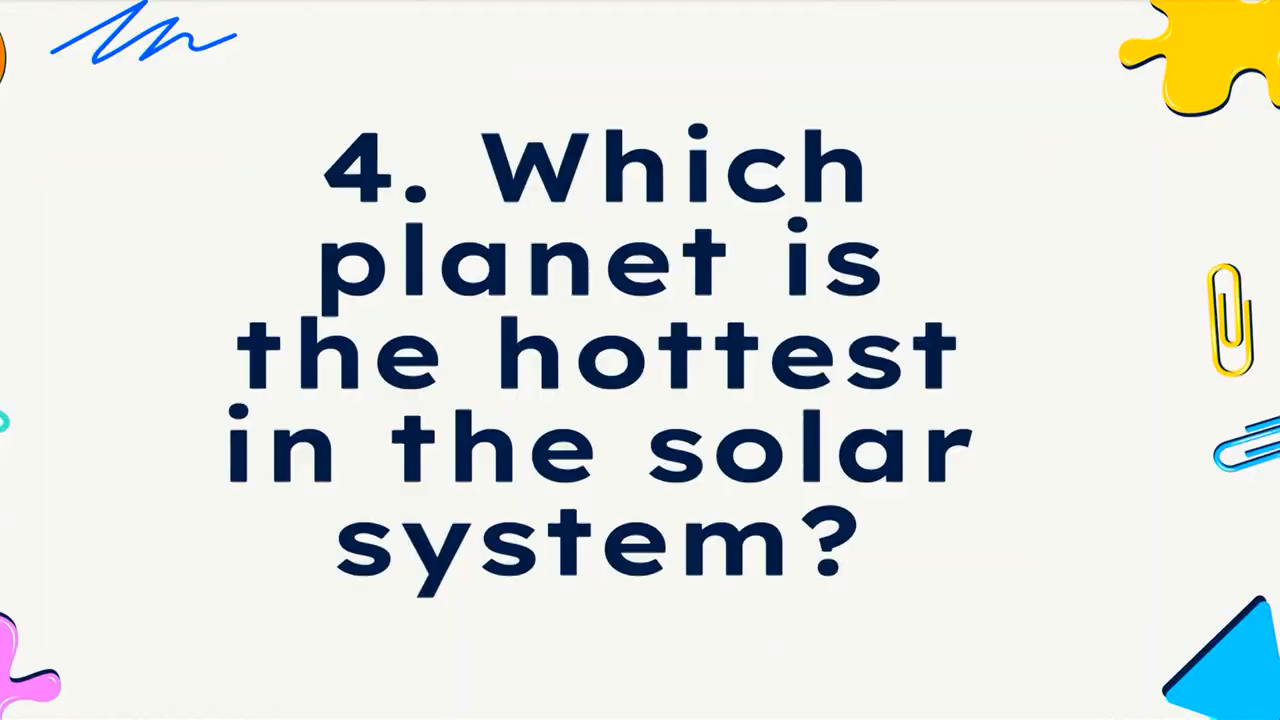 4. Which
planet is
the hottest
in the solar
system?